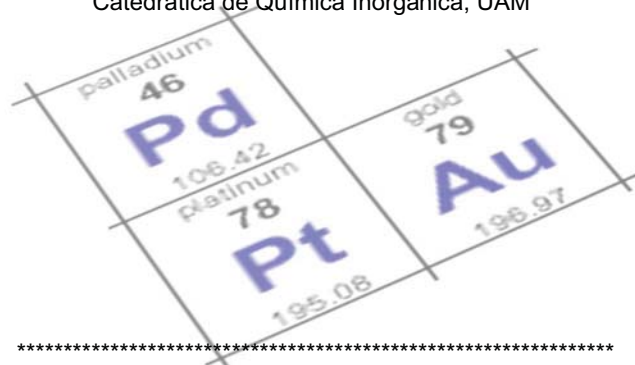 Catedrática de Química Inorgánica, UAM
palladium
46
Pd
106.42
gold
79
Au
196.97
platinum
78
Pt
195.08
****************************************************************